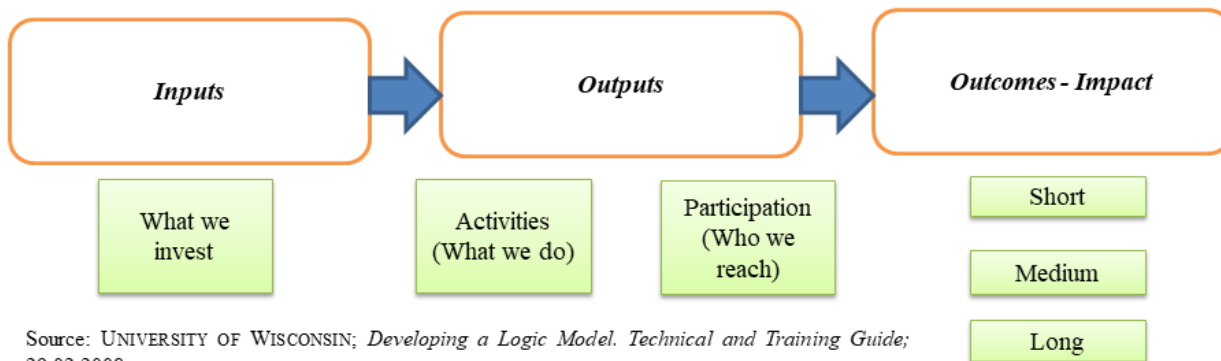 Inputs
Outputs
Outcomes - Impact
What we
invest
Activities
(What we do)
Participation
(Who we
reach)
Short
Medium
Long
Source: UNIVERSITY OF WISCONSIN; Developing a Logic Model. Technical and Training Guide;